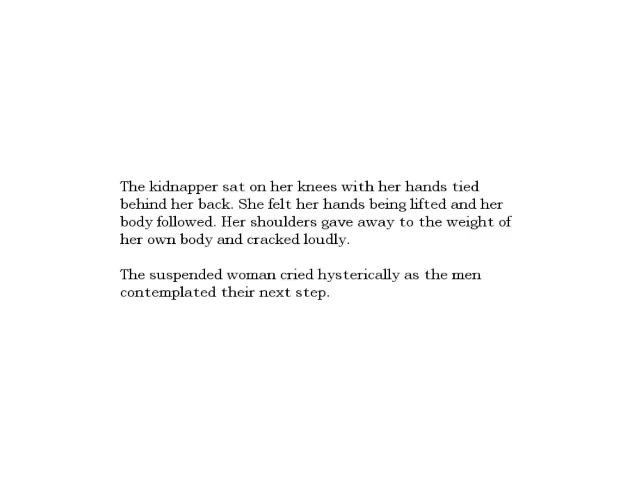 The kidnapper sat on her knees with her hands tied
behind her back. She felt her hands being lifted and her
body followed. Her shoulders gave away to the weight of
her own body and cracked loudly.
The suspended woman cried hysterically as the men
contemplated their next step.